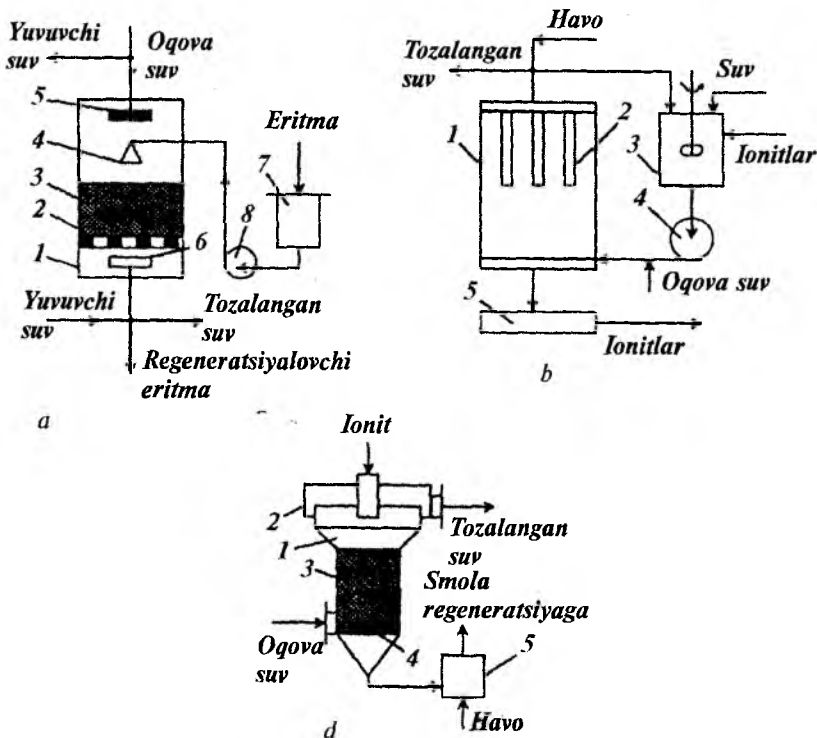 Yuvuvchi
suv
Oqova
suv
5
4
3
2
1
6
Eritma
7
8
Yuvuvchi
suv
Tozalangan
suv
Regeneratsiyalovchi
eritma
a
Havo
Tozalangan
suv
Suv
1
2
3
Ionitlar
4
Oqova suv
5
Ionitlar
b
Ionit
2
1
3
Tozalangan
suv
Smola
regeneratsiyaga
Oqova
suv
4
5
Havo
d